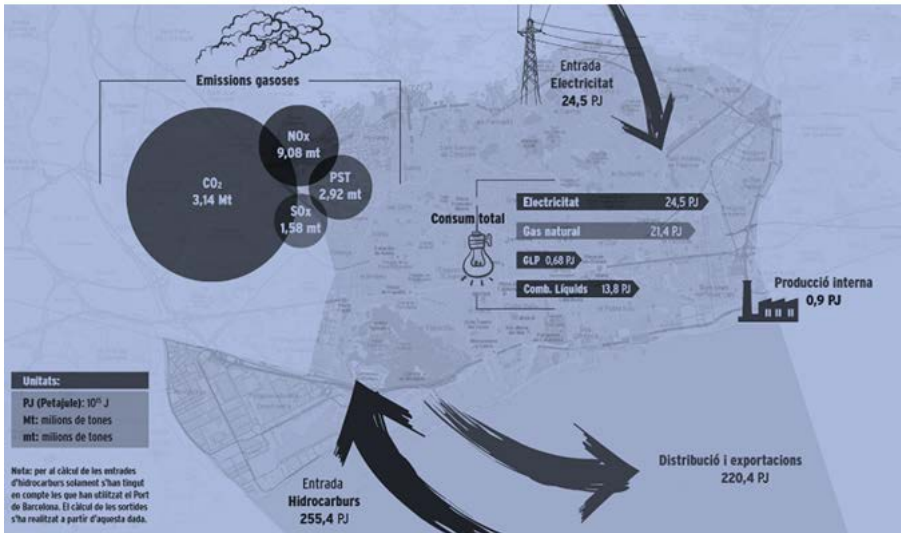 Emissions gasoses
CO₂
3,14 Mt
NOx
9,08 mt
PST
2,92 mt
SOx
1,58 mt
Entrada
Electricitat
24,5 PJ
Consum total
Electricitat 24,5 PJ
Gas natural 21,4 PJ
GLP 0,68 PJ
Comb. Líquids 13,8 PJ
Producció interna
0,9 PJ
Unitats:
PJ (Petajule): 10¹⁵ J
Mt: milions de tones
mt: milions de tones
Nota: per al càlcul de les entrades
d'hidrocarburs solament s'han tingut
en compte les que han utilitzat el Port
de Barcelona. El càlcul de les sortides
s'ha realitzat a partir d'aquesta dada.
Entrada
Hidrocarburs
255,4 PJ
Distribució i exportacions
220,4 PJ